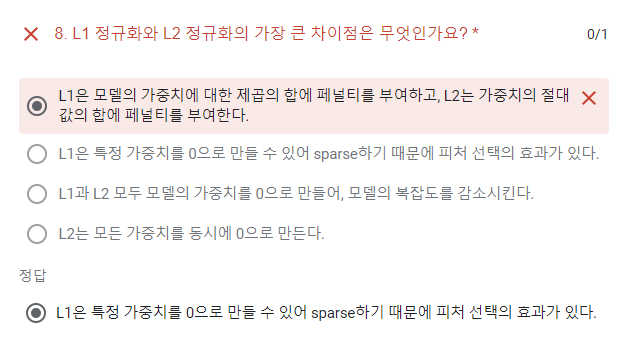 8. L1 정규화와 L2 정규화의 가장 큰 차이점은 무엇인가요? *
0/1
L1은 모델의 가중치에 대한 제곱의 합에 페널티를 부여하고, L2는 가중치의 절대
값의 합에 페널티를 부여한다.
L1은 특정 가중치를 0으로 만들 수 있어 sparse하기 때문에 피처 선택의 효과가 있다.
L1과 L2 모두 모델의 가중치를 0으로 만들어, 모델의 복잡도를 감소시킨다.
L2는 모든 가중치를 동시에 0으로 만든다.
정답
L1은 특정 가중치를 0으로 만들 수 있어 sparse하기 때문에 피처 선택의 효과가 있다.